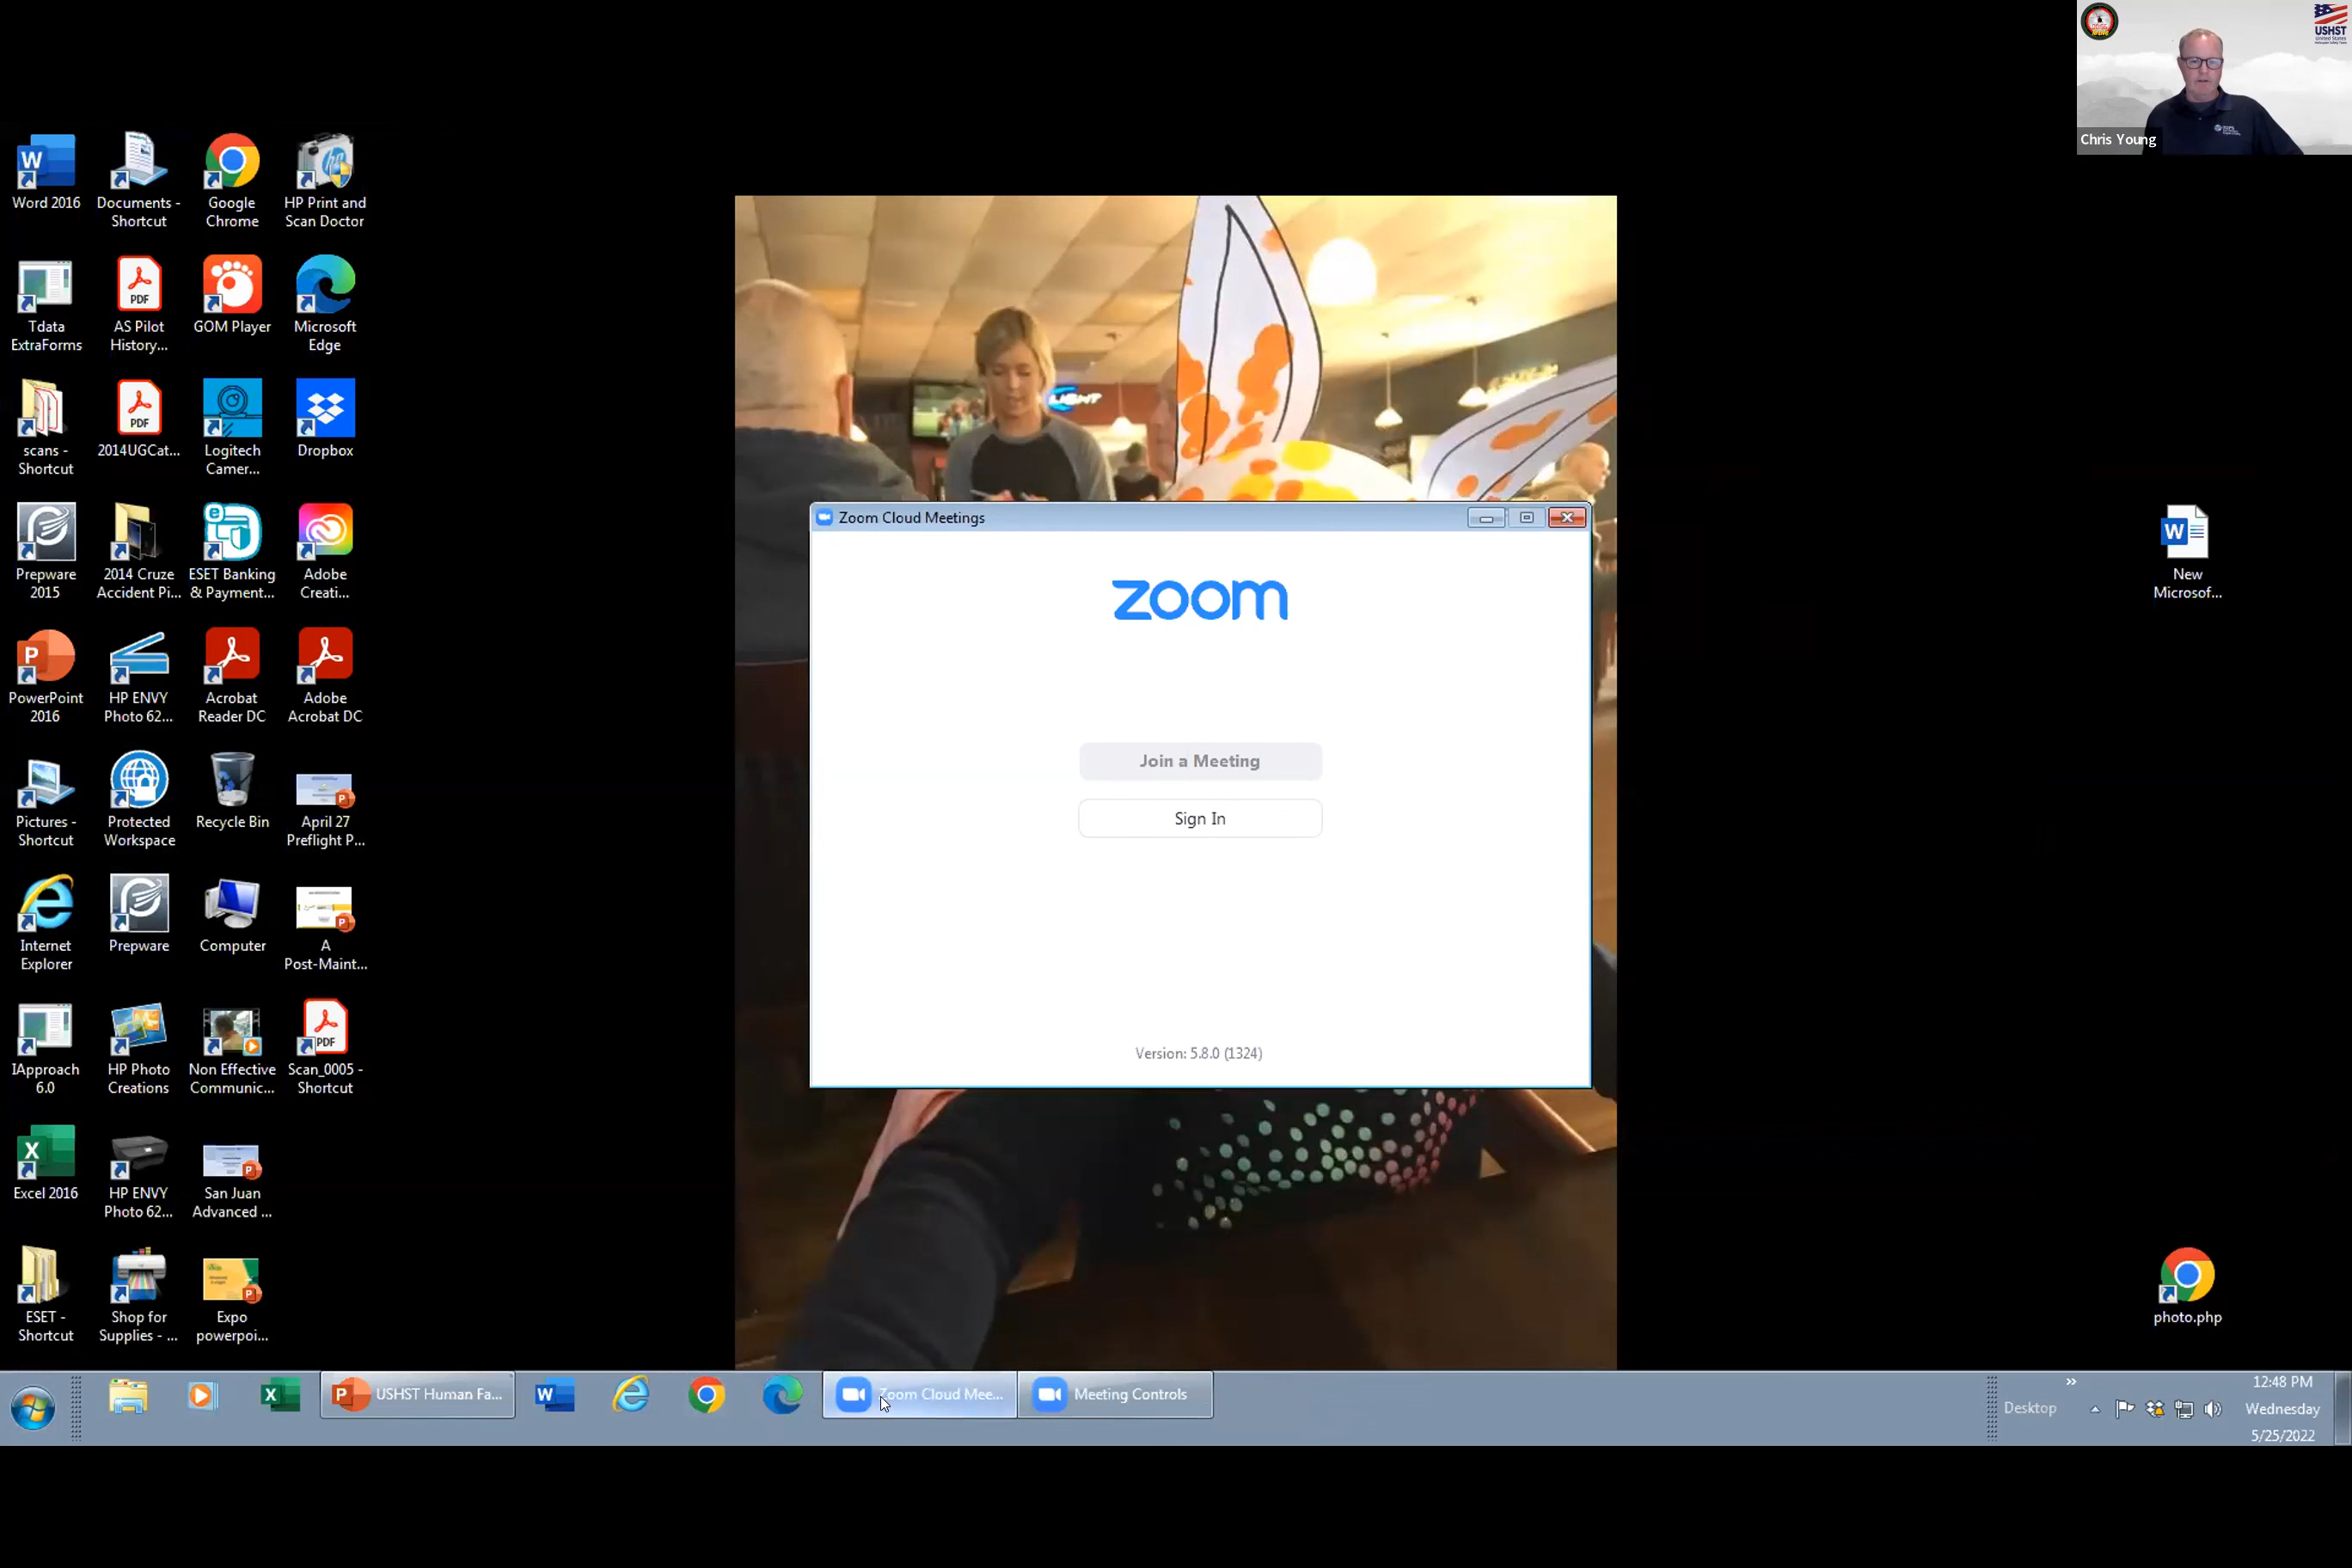 USHST
Chris Young
Word 2016
Documents -
Shortcut
Google
Chrome
HP Print and
Scan Doctor
Tdata
ExtraForms
AS Pilot
History...
GOM Player
Microsoft
Edge
scans -
Shortcut
2014UGCat...
Logitech
Camer...
Dropbox
Prepware
2015
2014 Cruze
Accident Pi...
ESET Banking
& Payment...
Adobe
Creati...
PowerPoint
2016
HP ENVY
Photo 62...
Acrobat
Reader DC
Adobe
Acrobat DC
Pictures -
Shortcut
Protected
Workspace
Recycle Bin
April 27
Preflight P...
Internet
Explorer
Prepware
Computer
A
Post-Maint...
IApproach
6.0
HP Photo
Creations
Non Effective
Communic...
Scan_0005 -
Shortcut
Excel 2016
HP ENVY
Photo 62...
San Juan
Advanced ...
ESET -
Shortcut
Shop for
Supplies - ...
Expo
powerpoi...
PDF
PDF
PDF
LIGHT
Zoom Cloud Meetings
zoom
Join a Meeting
Sign In
Version: 5.8.0 (1324)
New
Microsof...
photo.php
USHST Human Fa...
Zoom Cloud Mee...
Meeting Controls
Desktop
»
12:48 PM
Wednesday
5/25/2022